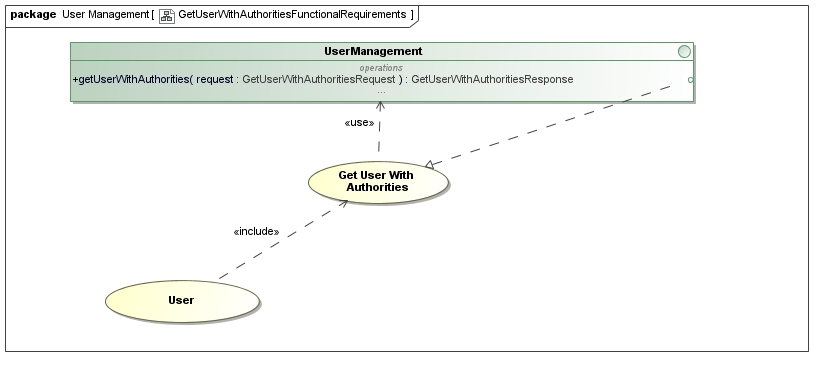 package User Management [ GetUserWithAuthoritiesFunctionalRequirements ]
UserManagement
operations
+getUserWithAuthorities( request : GetUserWithAuthoritiesRequest ) : GetUserWithAuthoritiesResponse
...
«use»
Get User With
Authorities
«include»
User